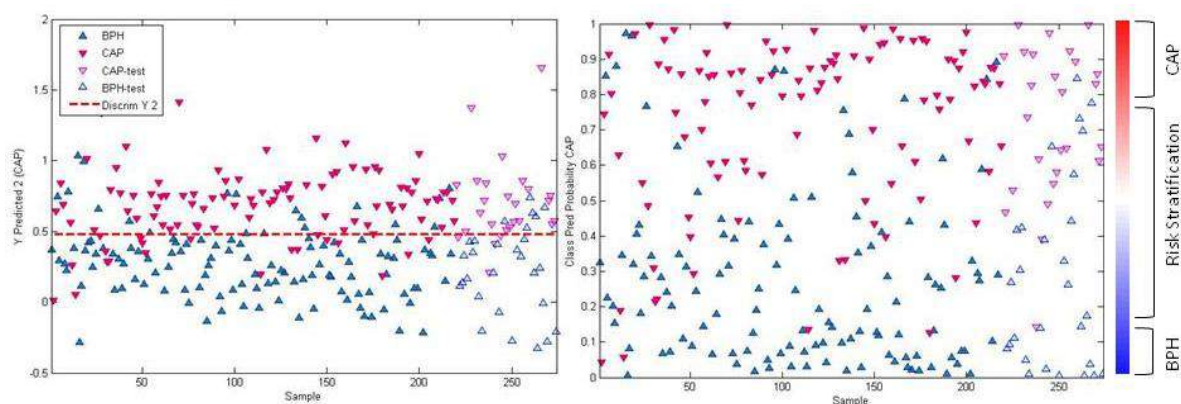 2
1.5
1
0.5
0
-0.5
50
100
150
200
250
Sample
Y Predicted 2 (CAP)
BPH
CAP
CAP-test
BPH-test
Discrim Y 2
1
0.9
0.8
0.7
0.6
0.5
0.4
0.3
0.2
0.1
0
50
100
150
200
250
Sample
Class Pred Probability CAP
CAP
Risk Stratification
BPH